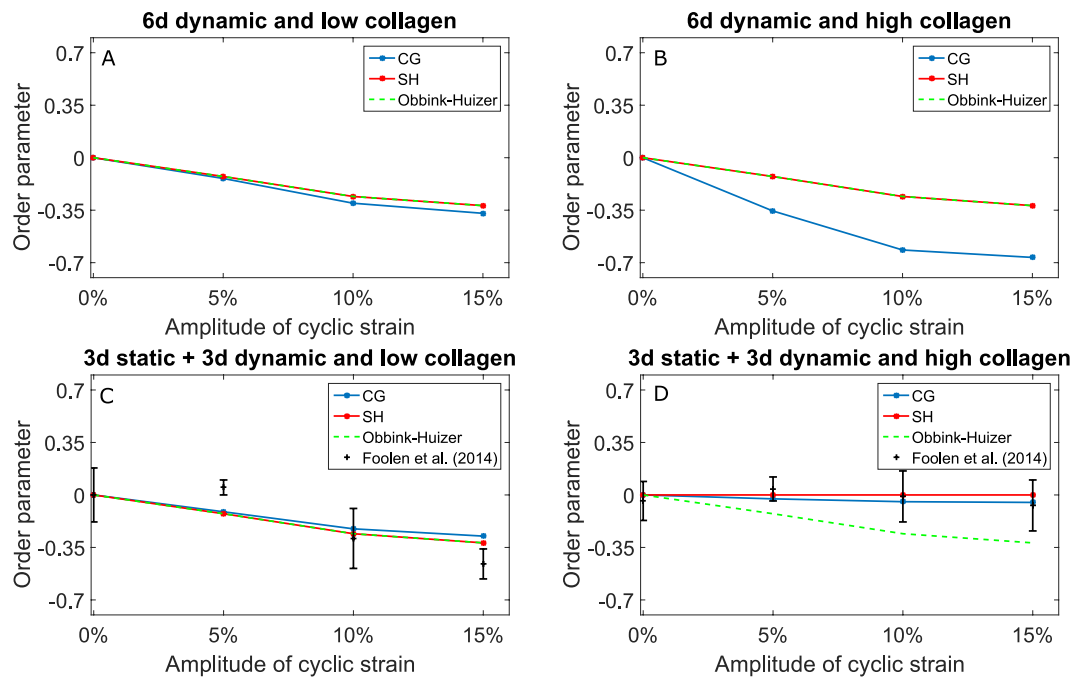 6d dynamic and low collagen
A
CG
SH
Obbink-Huizer
0.7
0.35
0
-0.35
-0.7
Order parameter
0%
5%
10%
15%
Amplitude of cyclic strain
6d dynamic and high collagen
B
CG
SH
Obbink-Huizer
0.7
0.35
0
-0.35
-0.7
Order parameter
0%
5%
10%
15%
Amplitude of cyclic strain
3d static + 3d dynamic and low collagen
C
CG
SH
Obbink-Huizer
Foolen et al. (2014)
0.7
0.35
0
-0.35
-0.7
Order parameter
0%
5%
10%
15%
Amplitude of cyclic strain
3d static + 3d dynamic and high collagen
D
CG
SH
Obbink-Huizer
Foolen et al. (2014)
0.7
0.35
0
-0.35
-0.7
Order parameter
0%
5%
10%
15%
Amplitude of cyclic strain